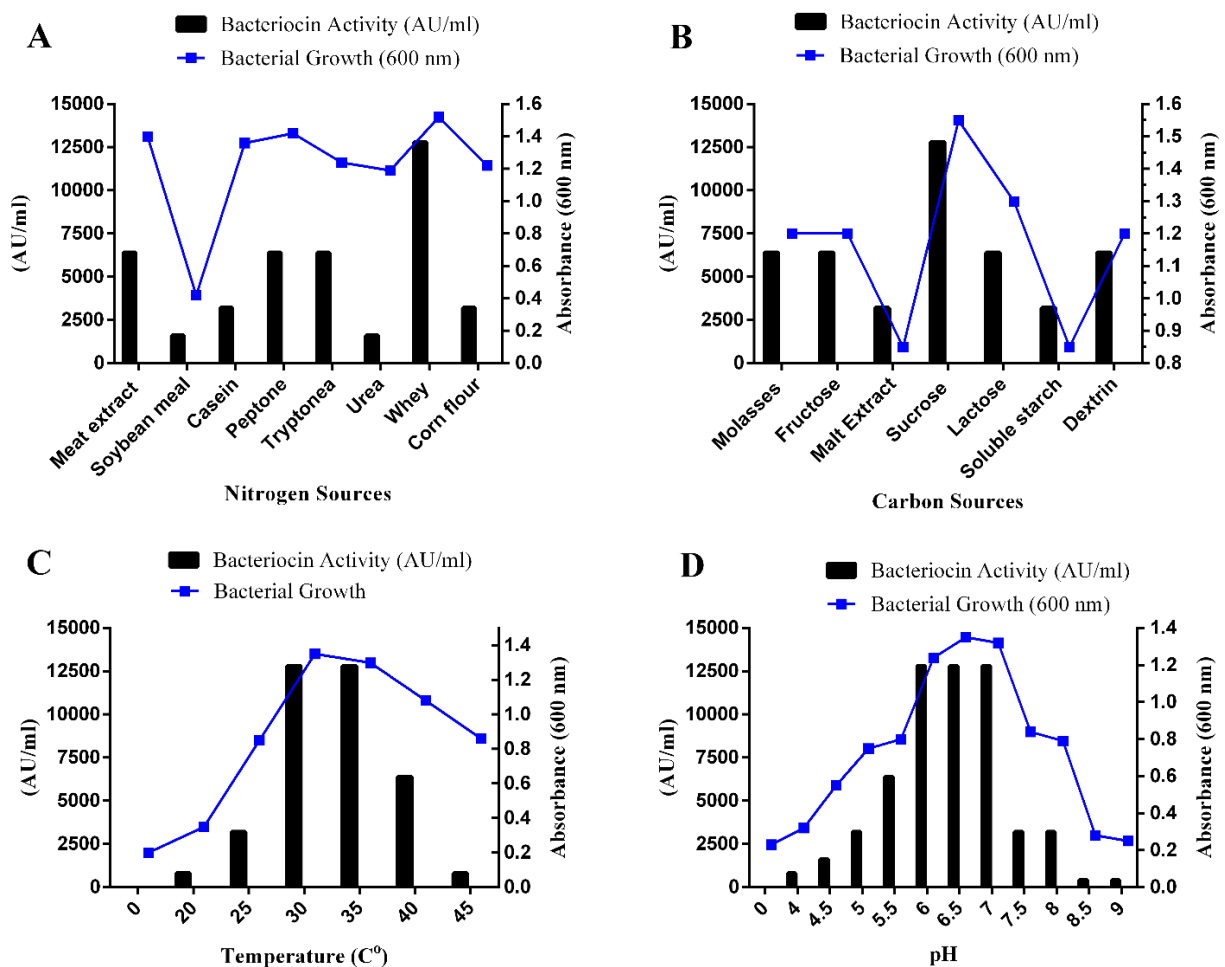 A
Bacteriocin Activity (AU/ml)
Bacterial Growth (600 nm)
15000
12500
10000
7500
5000
2500
0
(AU/ml)
1.6
1.4
1.2
1.0
0.8
0.6
0.4
0.2
0.0
Absorbance (600 nm)
Meat extract
Soybean meal
Casein
Peptone
Tryptonea
Urea
Whey
Corn flour
Nitrogen Sources
B
Bacteriocin Activity (AU/ml)
Bacterial Growth (600 nm)
15000
12500
10000
7500
5000
2500
0
(AU/ml)
1.6
1.5
1.4
1.3
1.2
1.1
1.0
0.9
0.8
Absorbance (600 nm)
Molasses
Fructose
Malt Extract
Sucrose
Lactose
Soluble starch
Dextrin
Carbon Sources
C
Bacteriocin Activity (AU/ml)
Bacterial Growth
15000
12500
10000
7500
5000
2500
0
(AU/ml)
1.4
1.2
1.0
0.8
0.6
0.4
0.2
0.0
Absorbance (600 nm)
0
20
25
30
35
40
45
Temperature (Cº)
D
Bacteriocin Activity (AU/ml)
Bacterial Growth (600 nm)
15000
12500
10000
7500
5000
2500
0
(AU/ml)
1.4
1.2
1.0
0.8
0.6
0.4
0.2
0.0
Absorbance (600 nm)
0
4
4.5
5
5.5
6
6.5
7
7.5
8
8.5
9
pH